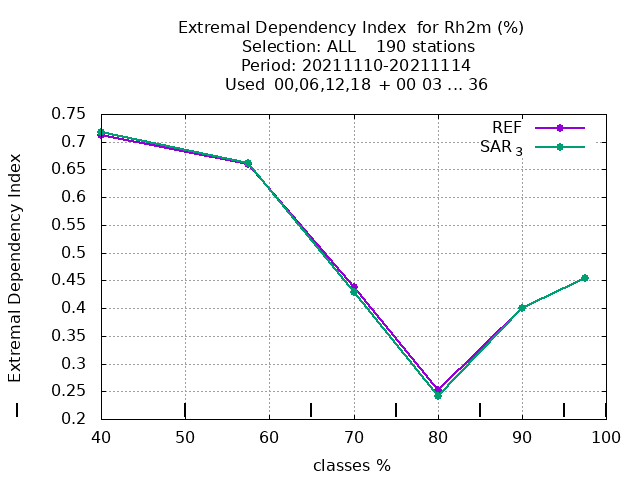 Extremal Dependency Index  for Rh2m (%)
Selection: ALL    190 stations
Period: 20211110-20211114
Used  00,06,12,18  + 00 03 ... 36
REF
SAR 3
0.75
0.7
0.65
0.6
0.55
0.5
0.45
0.4
0.35
0.3
0.25
0.2
Extremal Dependency Index
40 50 60 70 80 90 100
classes %